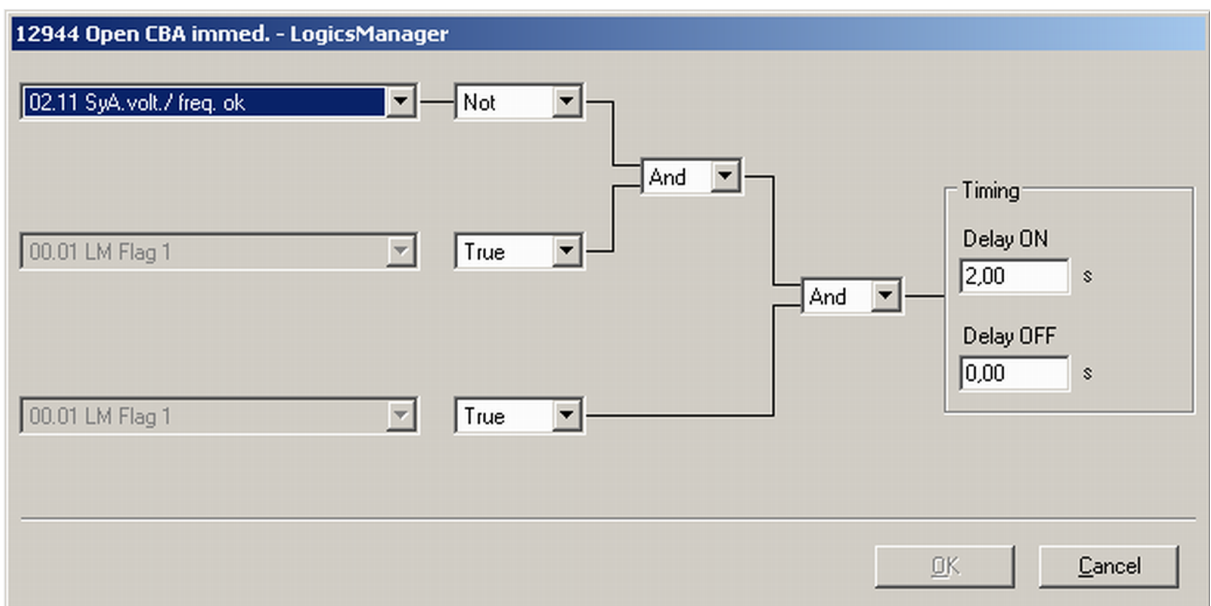 12944 Open CBA immed. - LogicsManager
02.11 SyA.volt./ freq. ok
Not
And
Timing
Delay ON
00.01 LM Flag 1
True
2,00 s
And
Delay OFF
0,00 s
00.01 LM Flag 1
True
OK
Cancel